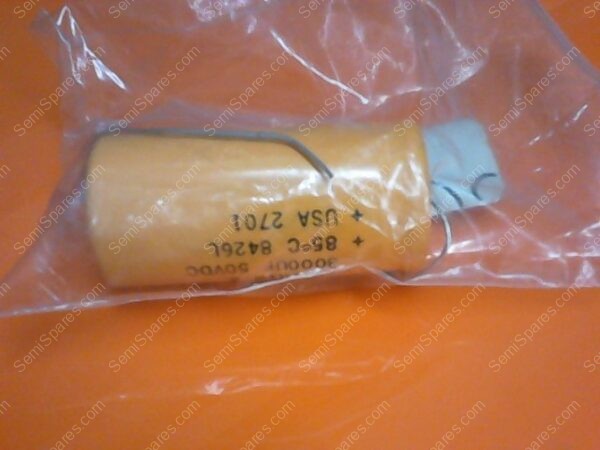 3000UF 50VDC
+ 85°C 8426L
+ USA 2701
SemiSpares.com